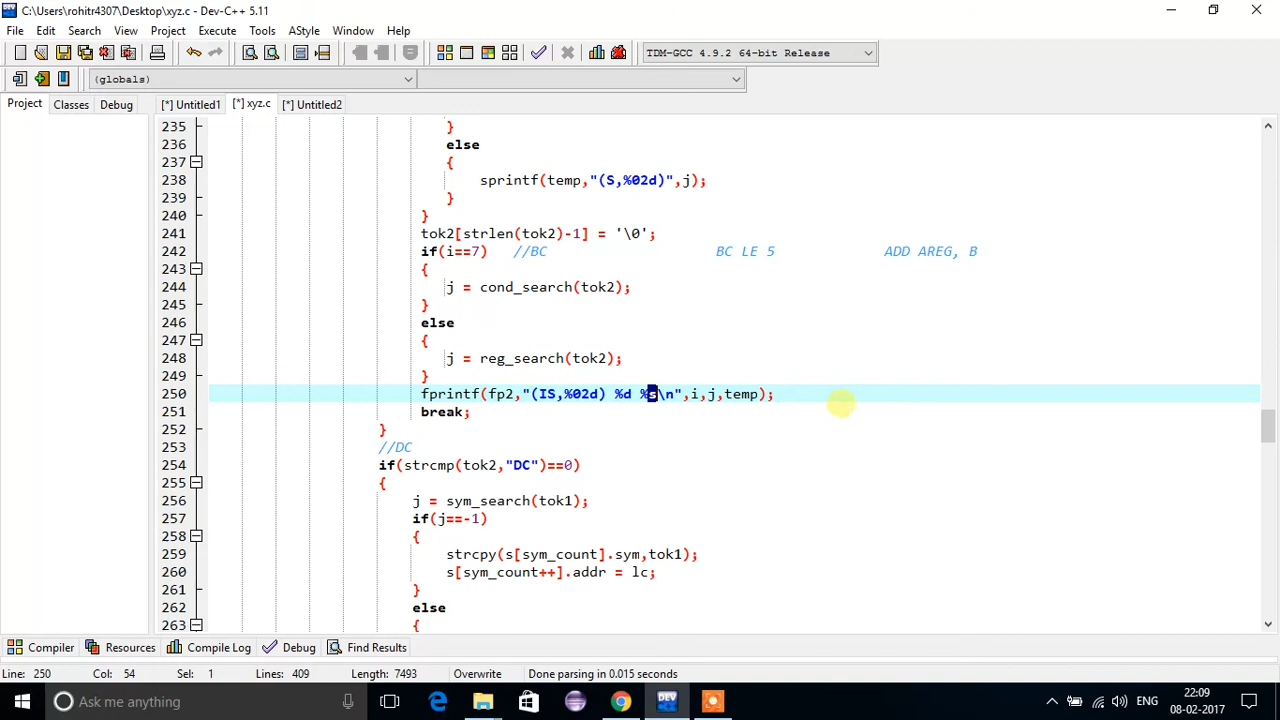 C:\Users\rohitr4307\Desktop\xyz.c - Dev-C++ 5.11
File Edit Search View Project Execute Tools AStyle Window Help
TDM-GCC 4.9.2 64-bit Release
(globals)
Project Classes Debug [*] Untitled1 [*] xyz.c [*] Untitled2
235 }
236 else
237 {
238 sprintf(temp,"(S,%02d)",j);
239 }
240 }
241 tok2[strlen(tok2)-1] = '\0';
242 if(i==7) //BC BC LE 5 ADD AREG, B
243 {
244 j = cond_search(tok2);
245 }
246 else
247 {
248 j = reg_search(tok2);
249 }
250 fprintf(fp2,"(IS,%02d) %d %s\n",i,j,temp);
251 break;
252 }
253 //DC
254 if(strcmp(tok2,"DC")==0)
255 {
256 j = sym_search(tok1);
257 if(j==-1)
258 {
259 strcpy(s[sym_count].sym,tok1);
260 s[sym_count++].addr = lc;
261 }
262 else
263 {
Compiler Resources Compile Log Debug Find Results
Line: 250 Col: 54 Sel: 1 Lines: 409 Length: 7493 Overwrite Done parsing in 0.015 seconds
Ask me anything
DEV
ENG
22:09
08-02-2017